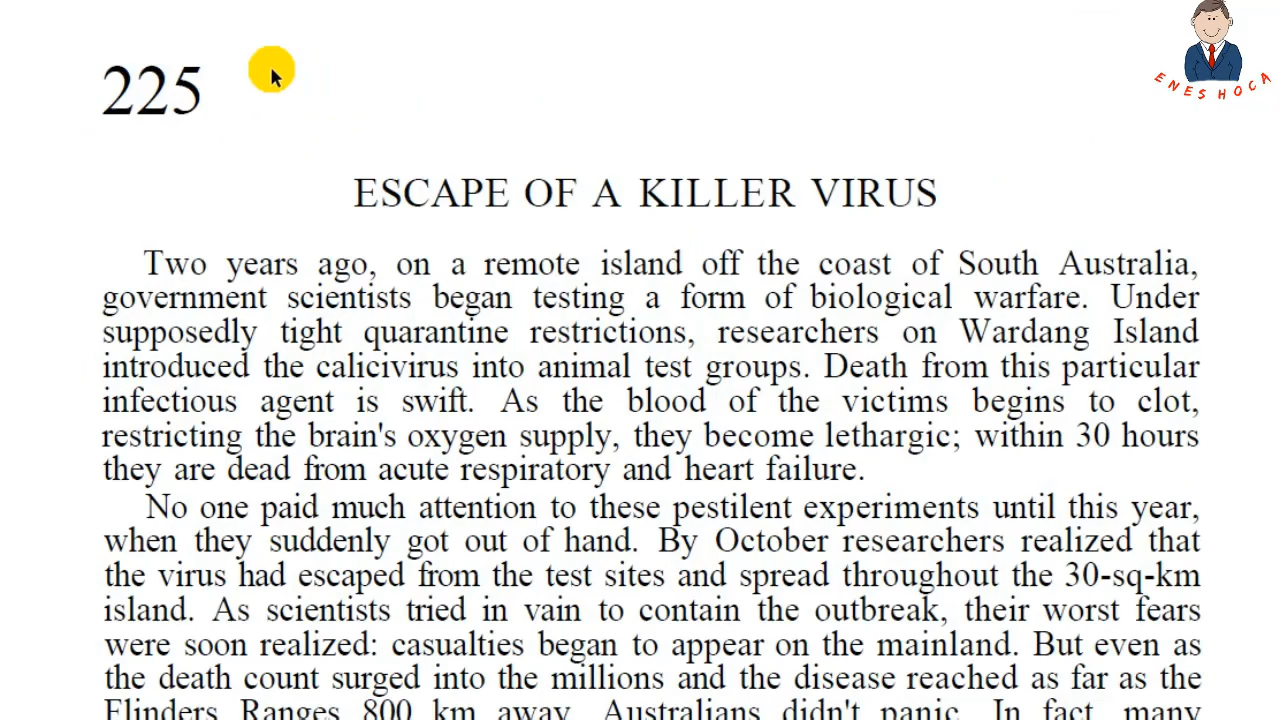 225
ENES HOCA
ESCAPE OF A KILLER VIRUS
Two years ago, on a remote island off the coast of South Australia,
government scientists began testing a form of biological warfare. Under
supposedly tight quarantine restrictions, researchers on Wardang Island
introduced the calicivirus into animal test groups. Death from this particular
infectious agent is swift. As the blood of the victims begins to clot,
restricting the brain's oxygen supply, they become lethargic; within 30 hours
they are dead from acute respiratory and heart failure.
No one paid much attention to these pestilent experiments until this year,
when they suddenly got out of hand. By October researchers realized that
the virus had escaped from the test sites and spread throughout the 30-sq-km
island. As scientists tried in vain to contain the outbreak, their worst fears
were soon realized: casualties began to appear on the mainland. But even as
the death count surged into the millions and the disease reached as far as the
Flinders Ranges 800 km away, Australians didn't panic. In fact, many